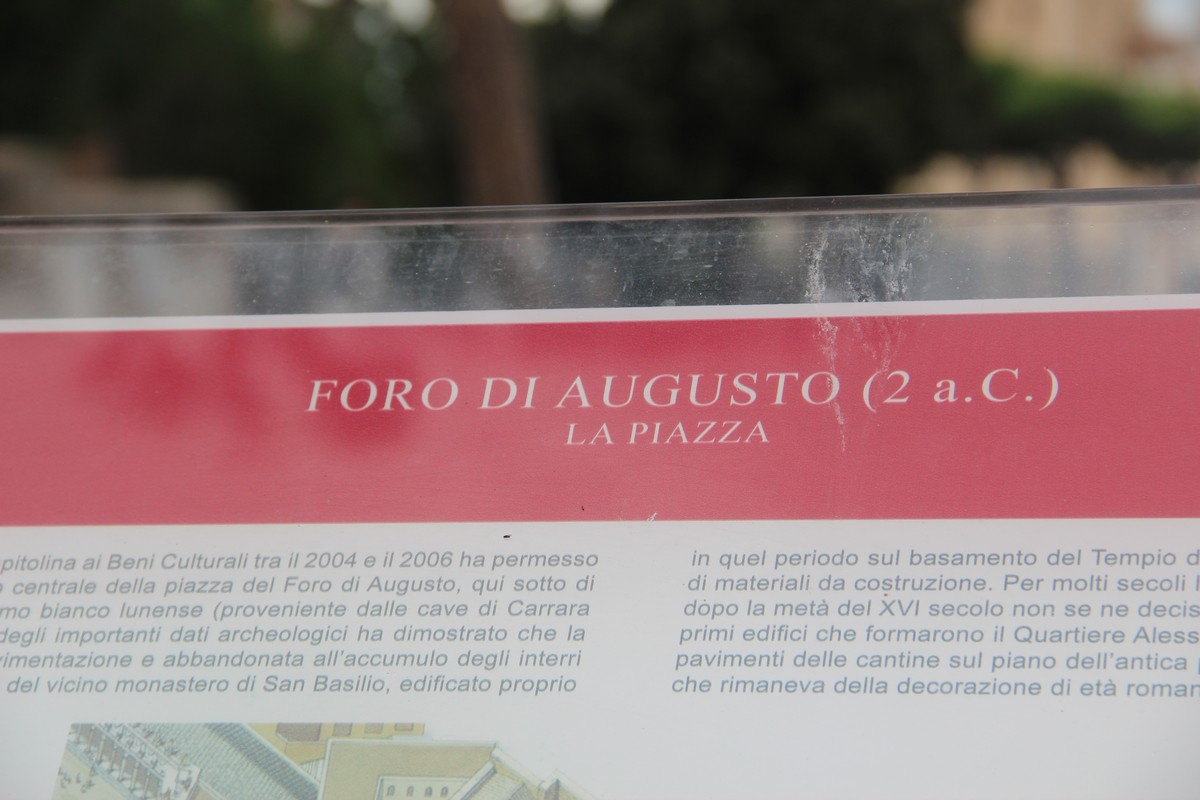 FORO DI AUGUSTO (2 a.C.)
LA PIAZZA
pitolina ai Beni Culturali tra il 2004 e il 2006 ha permesso
centrale della piazza del Foro di Augusto, qui sotto di
mo bianco lunense (proveniente dalle cave di Carrara
degli importanti dati archeologici ha dimostrato che la
vimentazione e abbandonata all'accumulo degli interri
del vicino monastero di San Basilio, edificato proprio
in quel periodo sul basamento del Tempio d
di materiali da costruzione. Per molti secoli
dopo la metà del XVI secolo non se ne decis
primi edifici che formarono il Quartiere Aless
pavimenti delle cantine sul piano dell'antica
che rimaneva della decorazione di età roman